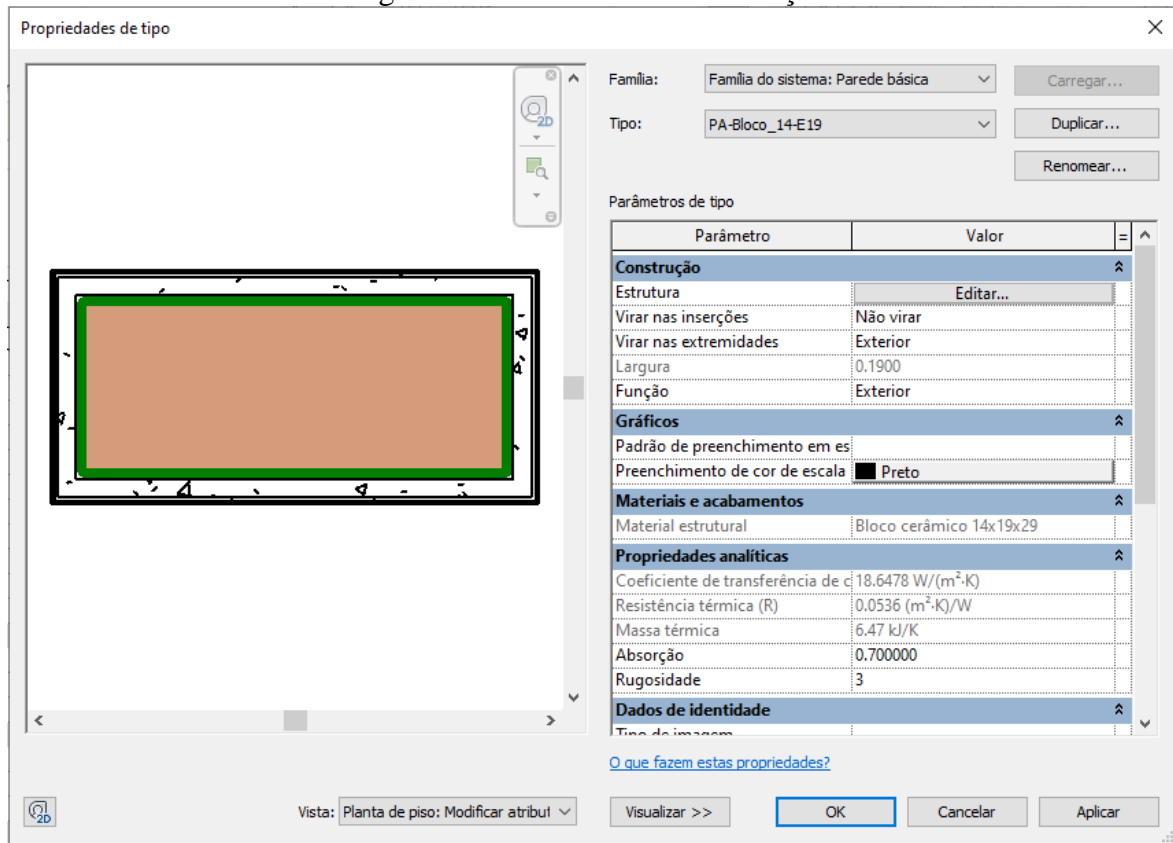 Propriedades de tipo
2D
Família: Família do sistema: Parede básica Carregar...
Tipo: PA-Bloco_14-E19 Duplicar...
Renomear...
Parâmetros de tipo
Parâmetro Valor =
Construção
Estrutura Editar...
Virar nas inserções Não virar
Virar nas extremidades Exterior
Largura 0.1900
Função Exterior
Gráficos
Padrão de preenchimento em es
Preenchimento de cor de escala Preto
Materiais e acabamentos
Material estrutural Bloco cerâmico 14x19x29
Propriedades analíticas
Coeficiente de transferência de c 18.6478 W/(m²·K)
Resistência térmica (R) 0.0536 (m²·K)/W
Massa térmica 6.47 kJ/K
Absorção 0.700000
Rugosidade 3
Dados de identidade
Tipo de imagem
O que fazem estas propriedades?
2D Vista: Planta de piso: Modificar atribut Visualizar >> OK Cancelar Aplicar